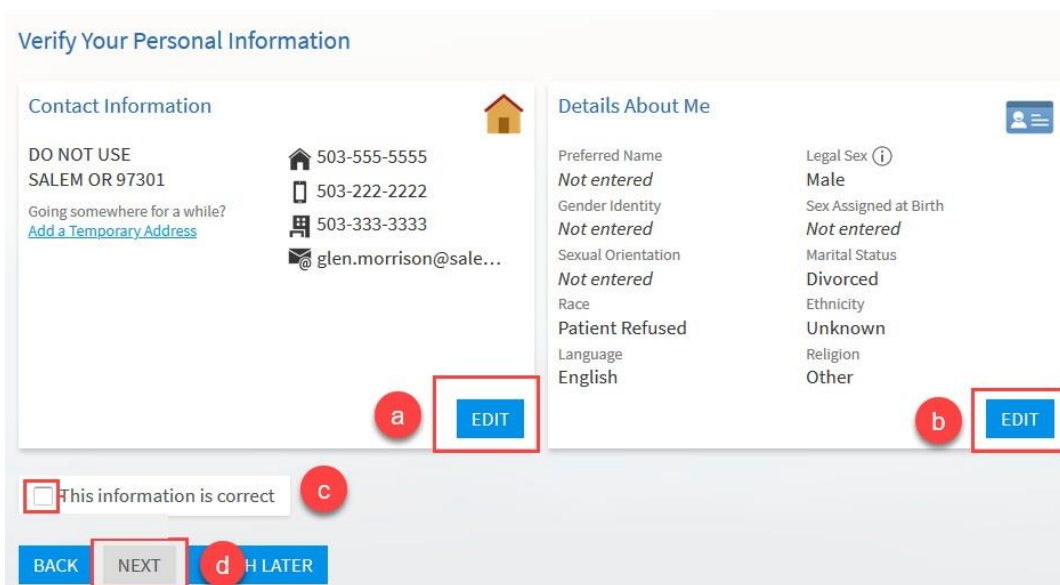 Verify Your Personal Information
Contact Information
DO NOT USE
SALEM OR 97301
Going somewhere for a while?
Add a Temporary Address
503-555-5555
503-222-2222
503-333-3333
glen.morrison@sale...
EDIT
a
Details About Me
Preferred Name
Not entered
Gender Identity
Not entered
Sexual Orientation
Not entered
Race
Patient Refused
Language
English
Legal Sex
Male
Sex Assigned at Birth
Not entered
Marital Status
Divorced
Ethnicity
Unknown
Religion
Other
b
EDIT
This information is correct
c
BACK NEXT d H LATER